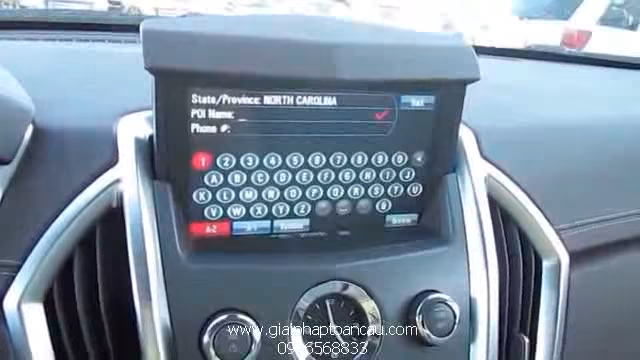 State/Province: NORTH CAROLINA
POI Name: _
Phone #:
1 2 3 4 5 6 7 8 9 0
A B C D E F G H I J
K L M N O P Q R S T U
V W X Y Z
A-Z
www.giaiphaptoancau.com